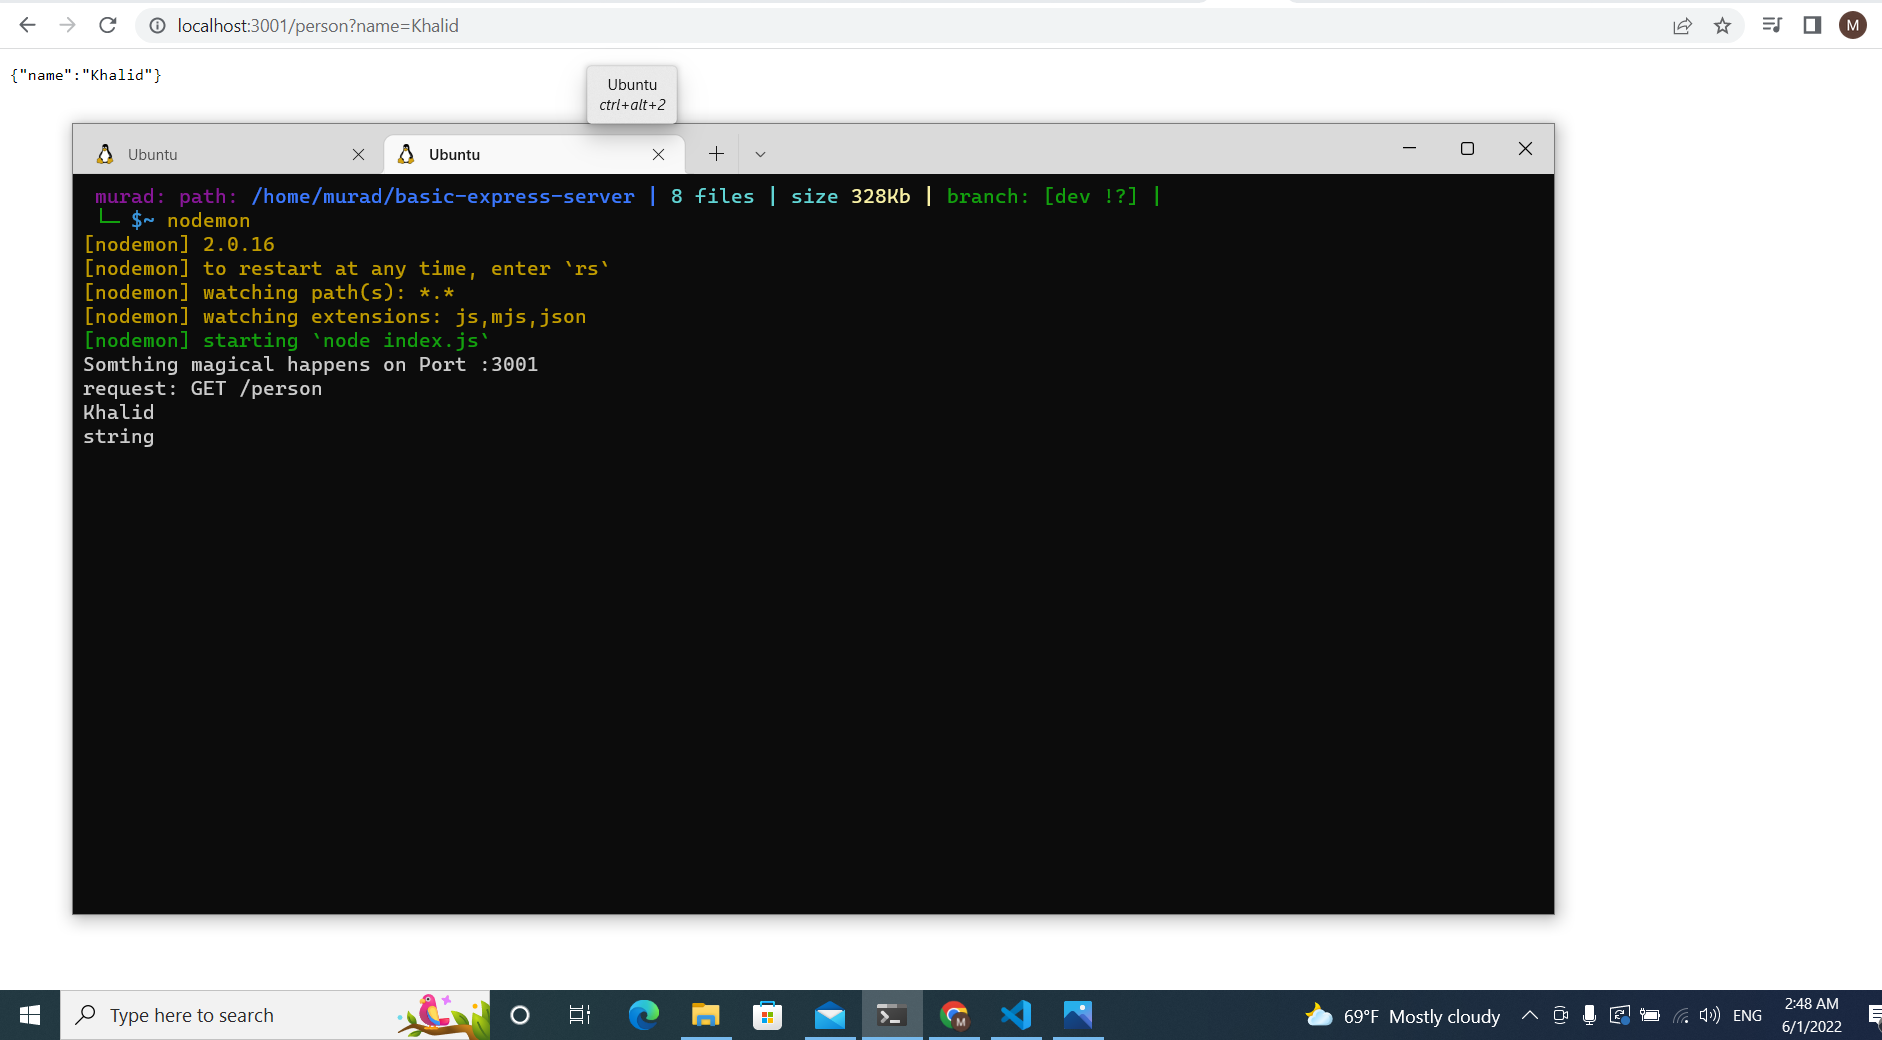 localhost:3001/person?name=Khalid
M
{"name":"Khalid"}
Ubuntu
ctrl+alt+2
Ubuntu
Ubuntu
murad: path: /home/murad/basic-express-server | 8 files | size 328Kb | branch: [dev !?] |
└─ $~ nodemon
[nodemon] 2.0.16
[nodemon] to restart at any time, enter `rs`
[nodemon] watching path(s): *.*
[nodemon] watching extensions: js,mjs,json
[nodemon] starting `node index.js`
Somthing magical happens on Port :3001
request: GET /person
Khalid
string
Type here to search
M
69°F Mostly cloudy
ENG
2:48 AM
6/1/2022